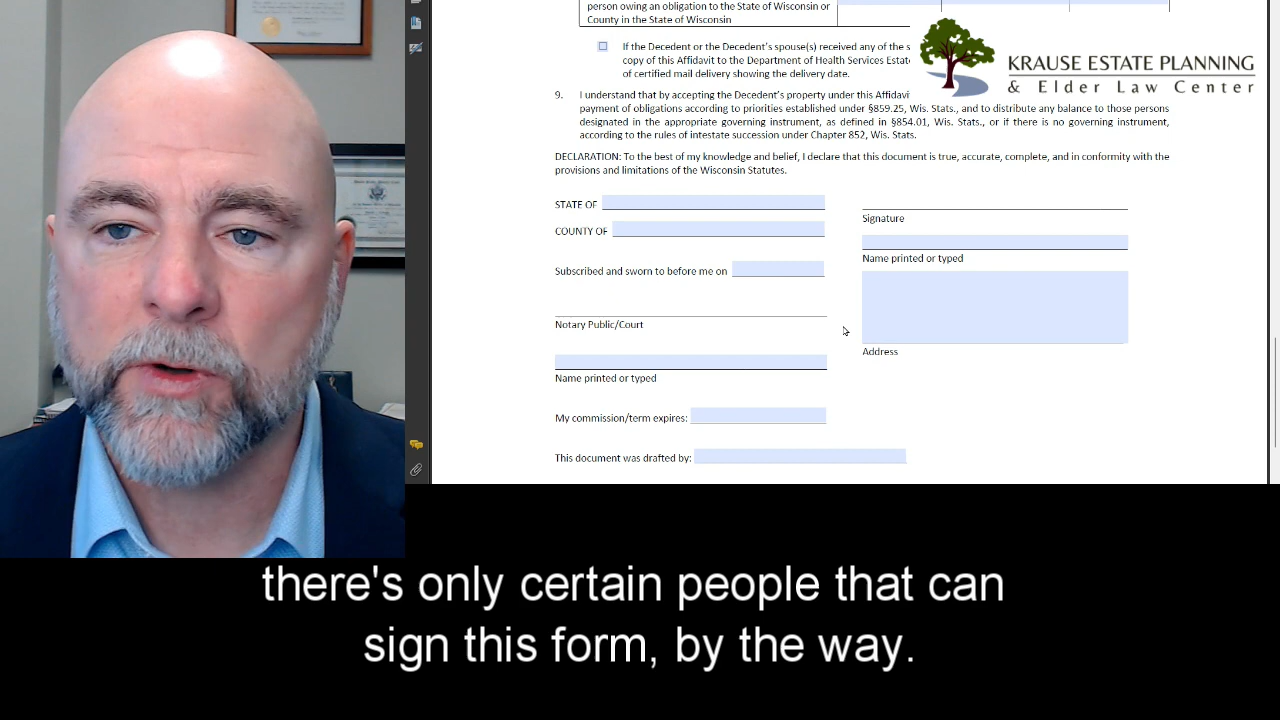 person owing an obligation to the State of Wisconsin or
County in the State of Wisconsin
If the Decedent or the Decedent's spouse(s) received any of the s
copy of this Affidavit to the Department of Health Services Estate
of certified mail delivery showing the delivery date.
KRAUSE ESTATE PLANNING
& Elder Law Center
9. I understand that by accepting the Decedent's property under this Affidavi
payment of obligations according to priorities established under §859.25, Wis. Stats., and to distribute any balance to those persons
designated in the appropriate governing instrument, as defined in §854.01, Wis. Stats., or if there is no governing instrument,
according to the rules of intestate succession under Chapter 852, Wis. Stats.
DECLARATION: To the best of my knowledge and belief, I declare that this document is true, accurate, complete, and in conformity with the
provisions and limitations of the Wisconsin Statutes.
STATE OF
COUNTY OF
Subscribed and sworn to before me on
Notary Public/Court
Name printed or typed
My commission/term expires:
This document was drafted by:
Signature
Name printed or typed
Address
there's only certain people that can
sign this form, by the way.